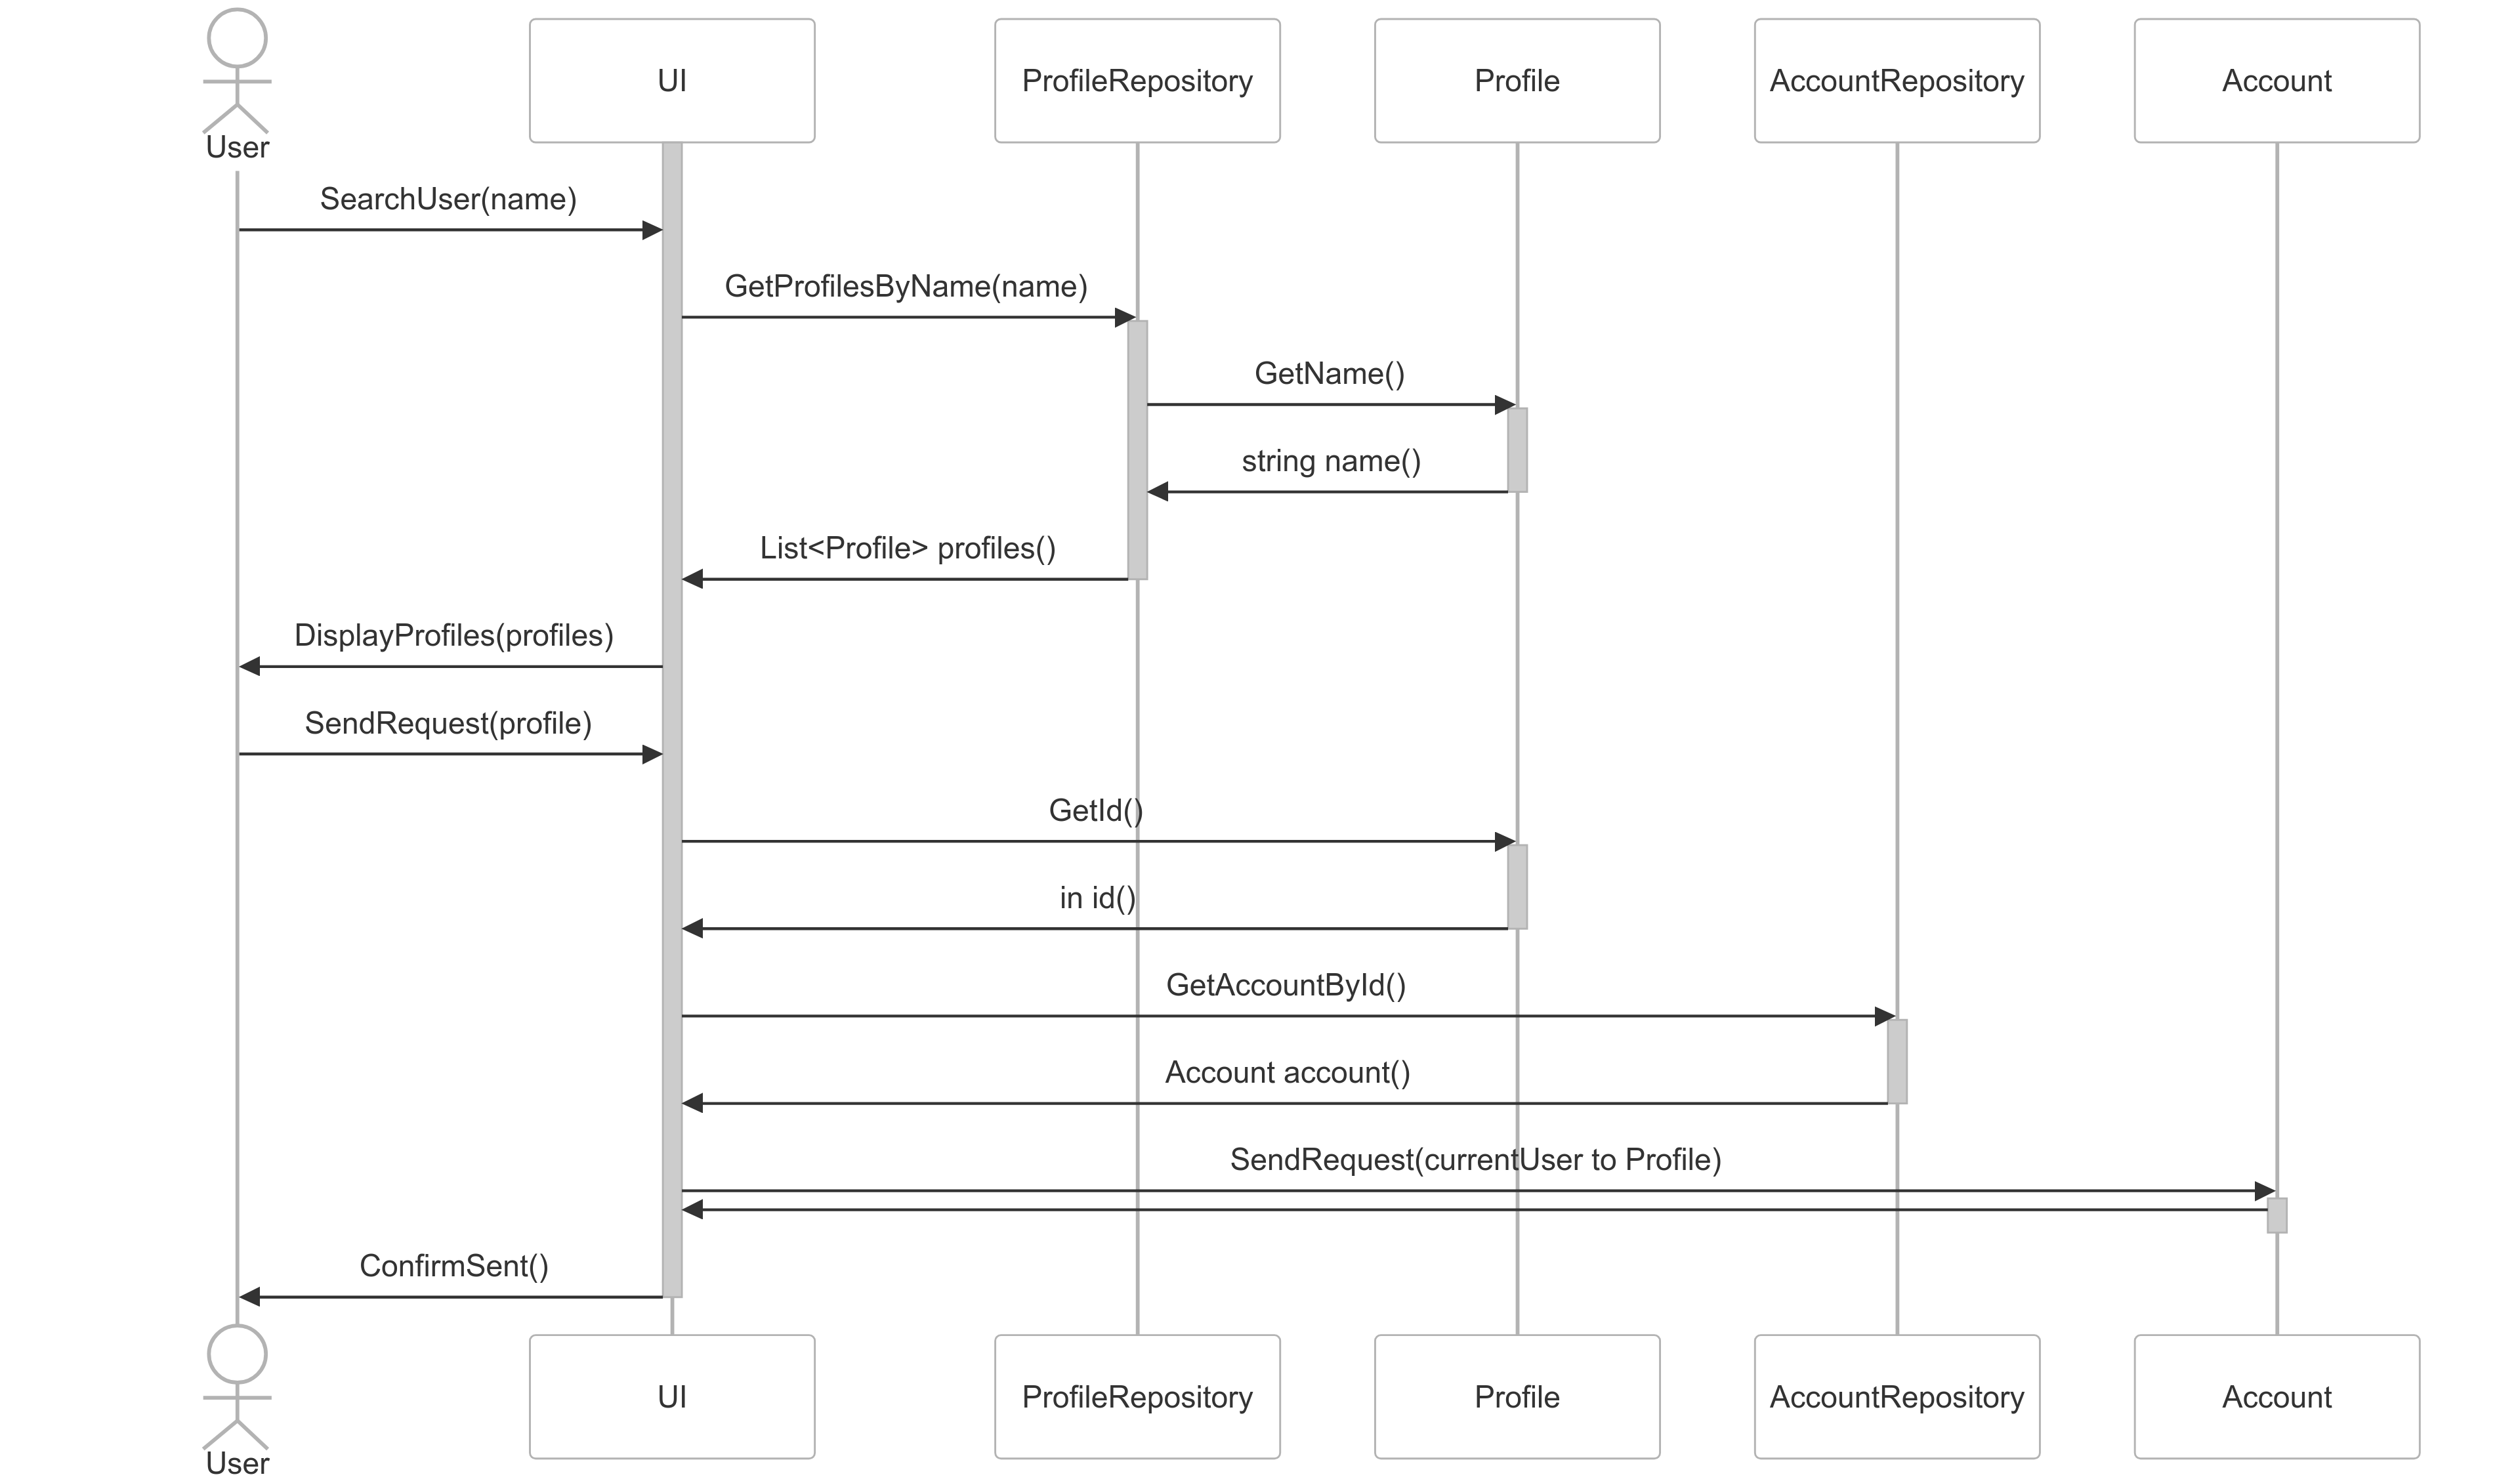 User
UI
ProfileRepository
Profile
AccountRepository
Account
SearchUser(name)
GetProfilesByName(name)
GetName()
string name()
List<Profile> profiles()
DisplayProfiles(profiles)
SendRequest(profile)
GetId()
in id()
GetAccountById()
Account account()
SendRequest(currentUser to Profile)
ConfirmSent()
User
UI
ProfileRepository
Profile
AccountRepository
Account